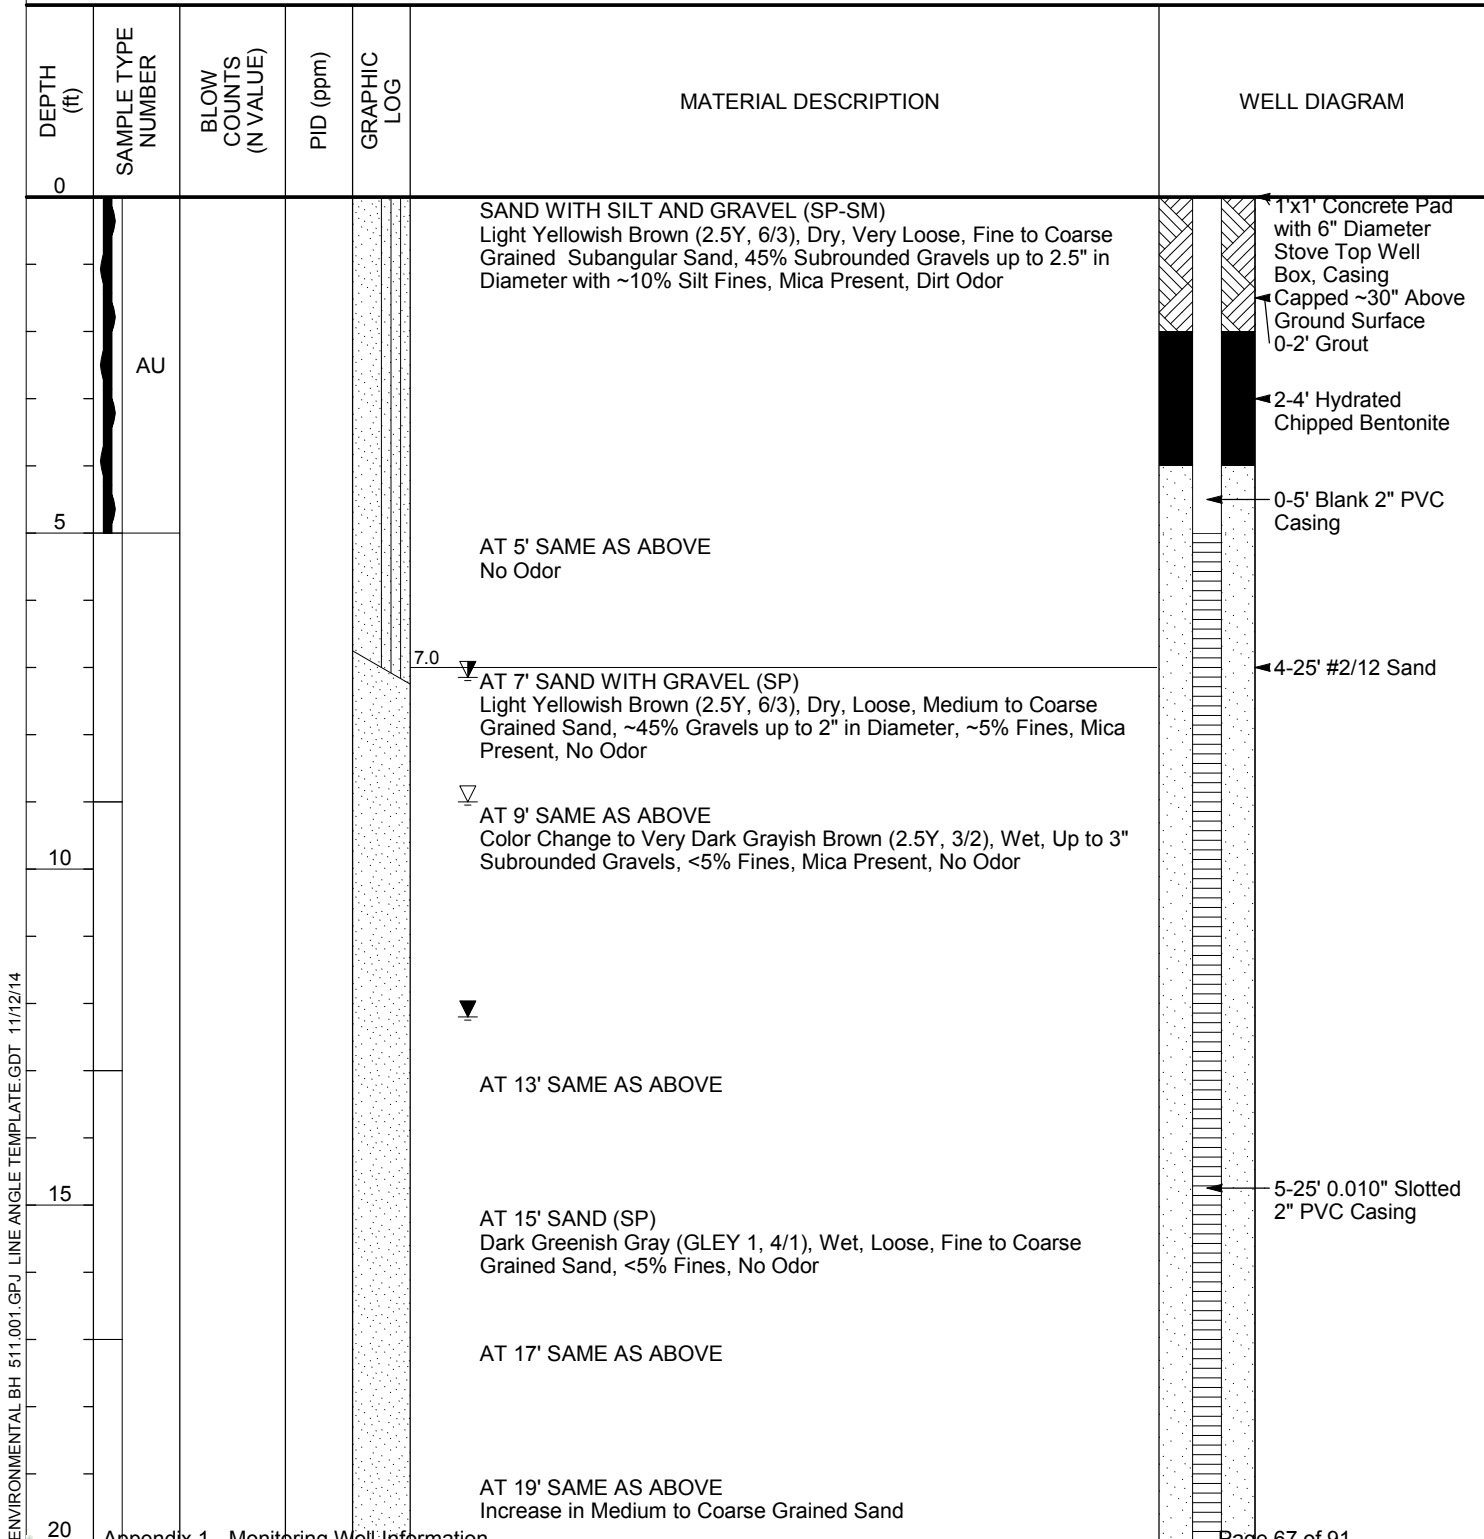 DEPTH
(ft)
SAMPLE TYPE
NUMBER
BLOW
COUNTS
(N VALUE)
PID (ppm)
GRAPHIC
LOG
MATERIAL DESCRIPTION
WELL DIAGRAM
0
SAND WITH SILT AND GRAVEL (SP-SM)
Light Yellowish Brown (2.5Y, 6/3), Dry, Very Loose, Fine to Coarse
Grained Subangular Sand, 45% Subrounded Gravels up to 2.5" in
Diameter with ~10% Silt Fines, Mica Present, Dirt Odor
1'x1' Concrete Pad
with 6" Diameter
Stove Top Well
Box, Casing
Capped ~30" Above
Ground Surface
0-2' Grout
AU
2-4' Hydrated
Chipped Bentonite
0-5' Blank 2" PVC
Casing
5
AT 5' SAME AS ABOVE
No Odor
7.0
4-25' #2/12 Sand
AT 7' SAND WITH GRAVEL (SP)
Light Yellowish Brown (2.5Y, 6/3), Dry, Loose, Medium to Coarse
Grained Sand, ~45% Gravels up to 2" in Diameter, ~5% Fines, Mica
Present, No Odor
AT 9' SAME AS ABOVE
Color Change to Very Dark Grayish Brown (2.5Y, 3/2), Wet, Up to 3"
Subrounded Gravels, <5% Fines, Mica Present, No Odor
10
AT 13' SAME AS ABOVE
15
5-25' 0.010" Slotted
2" PVC Casing
AT 15' SAND (SP)
Dark Greenish Gray (GLEY 1, 4/1), Wet, Loose, Fine to Coarse
Grained Sand, <5% Fines, No Odor
AT 17' SAME AS ABOVE
AT 19' SAME AS ABOVE
Increase in Medium to Coarse Grained Sand
20
ENVIRONMENTAL BH 511.001.GPJ LINE ANGLE TEMPLATE.GDT 11/12/14
Appendix 1 - Monitoring Well Information
Page 67 of 91